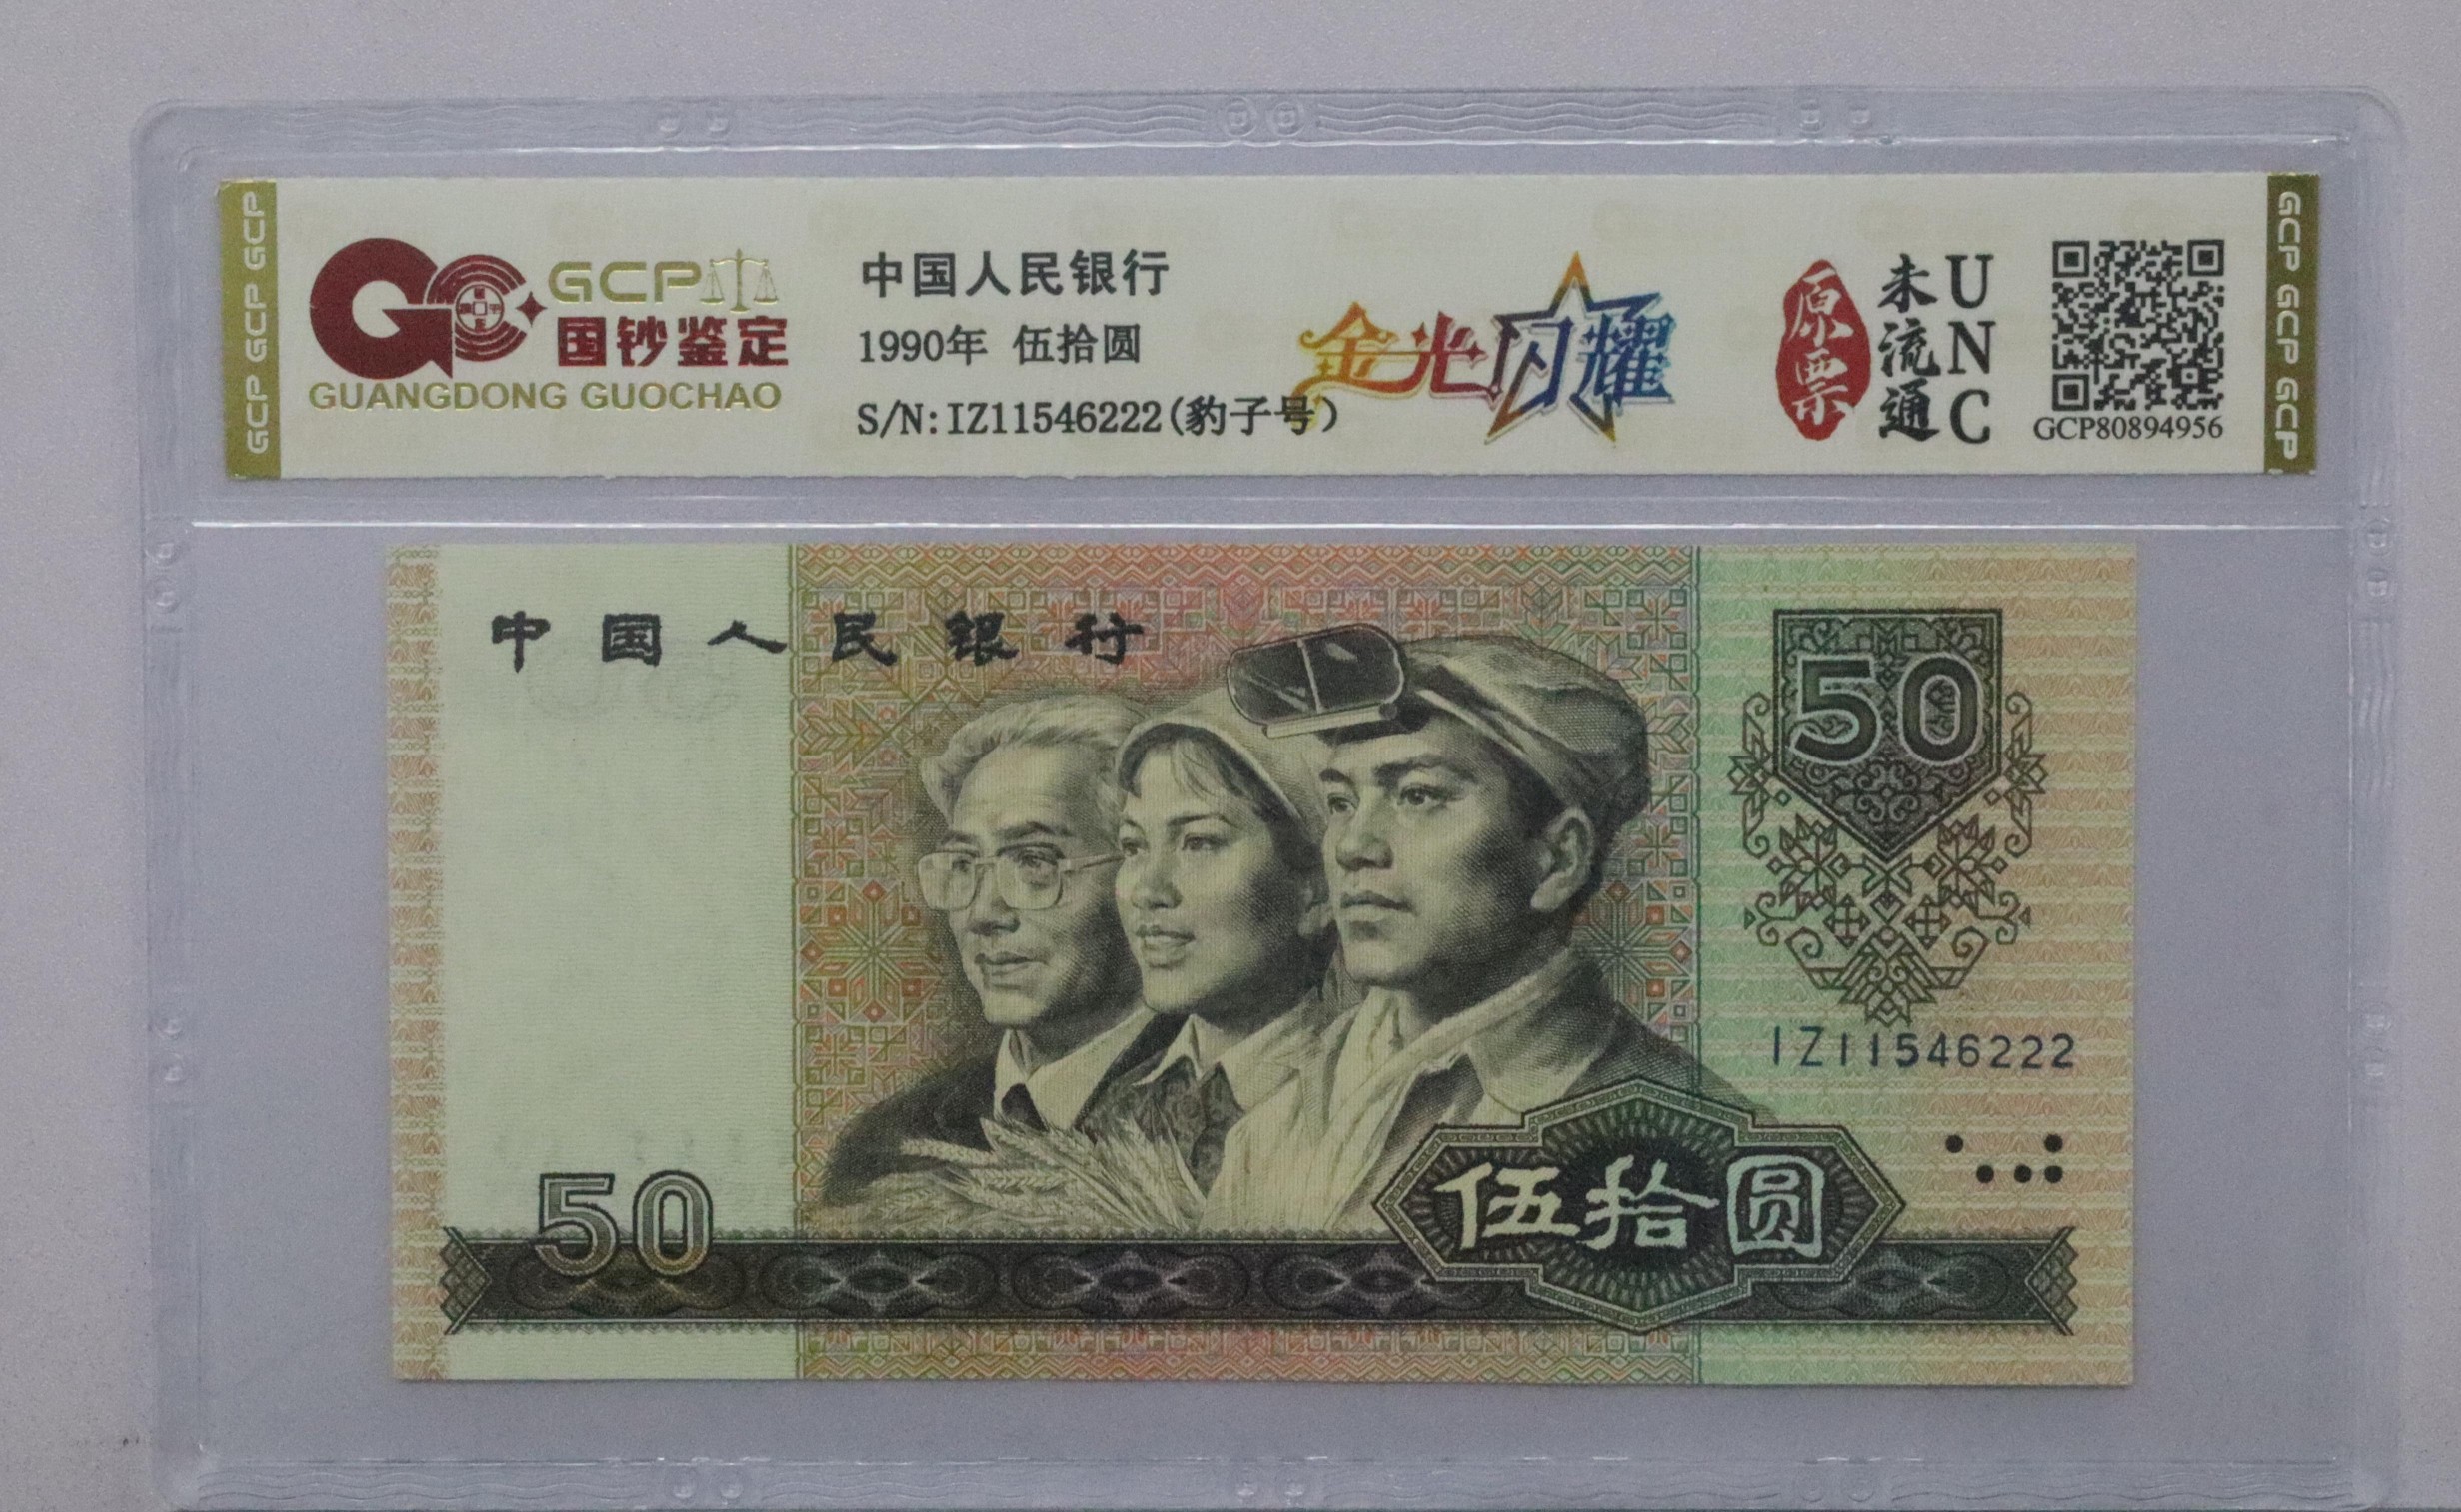 GCP GCP GCP
GCP
国钞鉴定
GUANGDONG GUOCHAO
中国人民银行
1990年 伍拾圆
S/N:IZ11546222(豹子号)
金光闪耀
原票
未流通
UNC
GCP80894956
GCP GCP GCP
中国人民银行
50
IZ11546222
50
伍拾圆